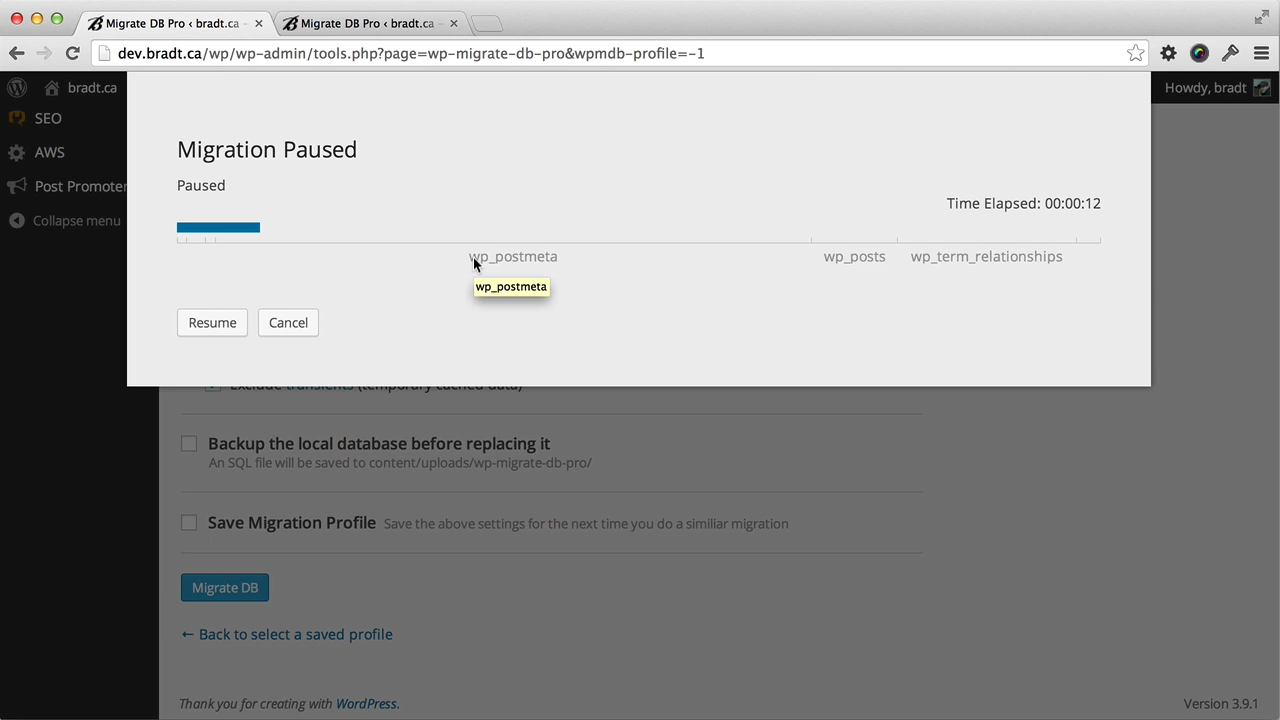 Migrate DB Pro ‹ bradt.ca -
Migrate DB Pro ‹ bradt.ca -
dev.bradt.ca/wp/wp-admin/tools.php?page=wp-migrate-db-pro&wpmdb-profile=-1
bradt.ca
Howdy, bradt
SEO
AWS
Post Promoter
Collapse menu
Migration Paused
Paused
Time Elapsed: 00:00:12
wp_postmeta
wp_posts
wp_term_relationships
wp_postmeta
Resume
Cancel
Exclude transients (temporary cached data)
Backup the local database before replacing it
An SQL file will be saved to content/uploads/wp-migrate-db-pro/
Save Migration Profile Save the above settings for the next time you do a similiar migration
Migrate DB
← Back to select a saved profile
Thank you for creating with WordPress.
Version 3.9.1